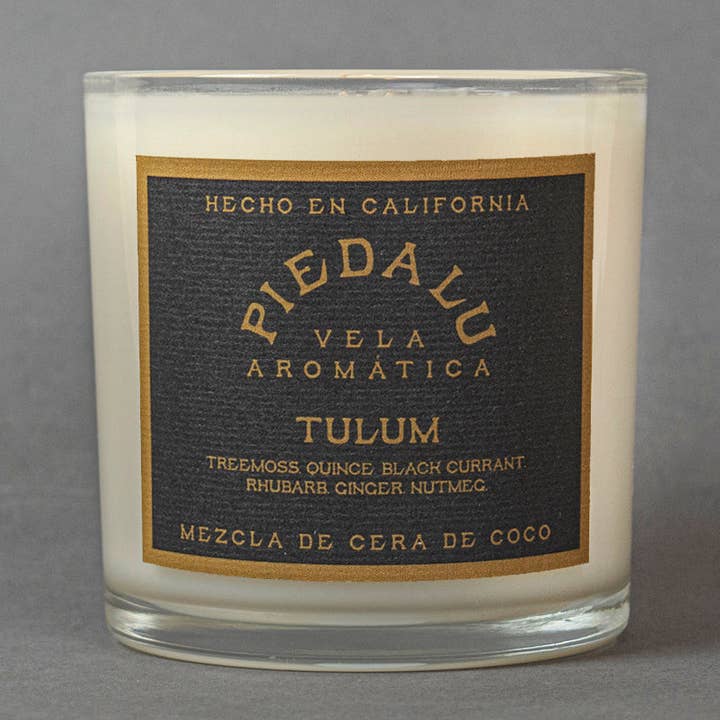 HECHO EN CALIFORNIA
PIEDALU
VELA
AROMÁTICA
TULUM
TREEMOSS. QUINCE. BLACK CURRANT.
RHUBARB. GINGER. NUTMEG.
MEZCLA DE CERA DE COCO